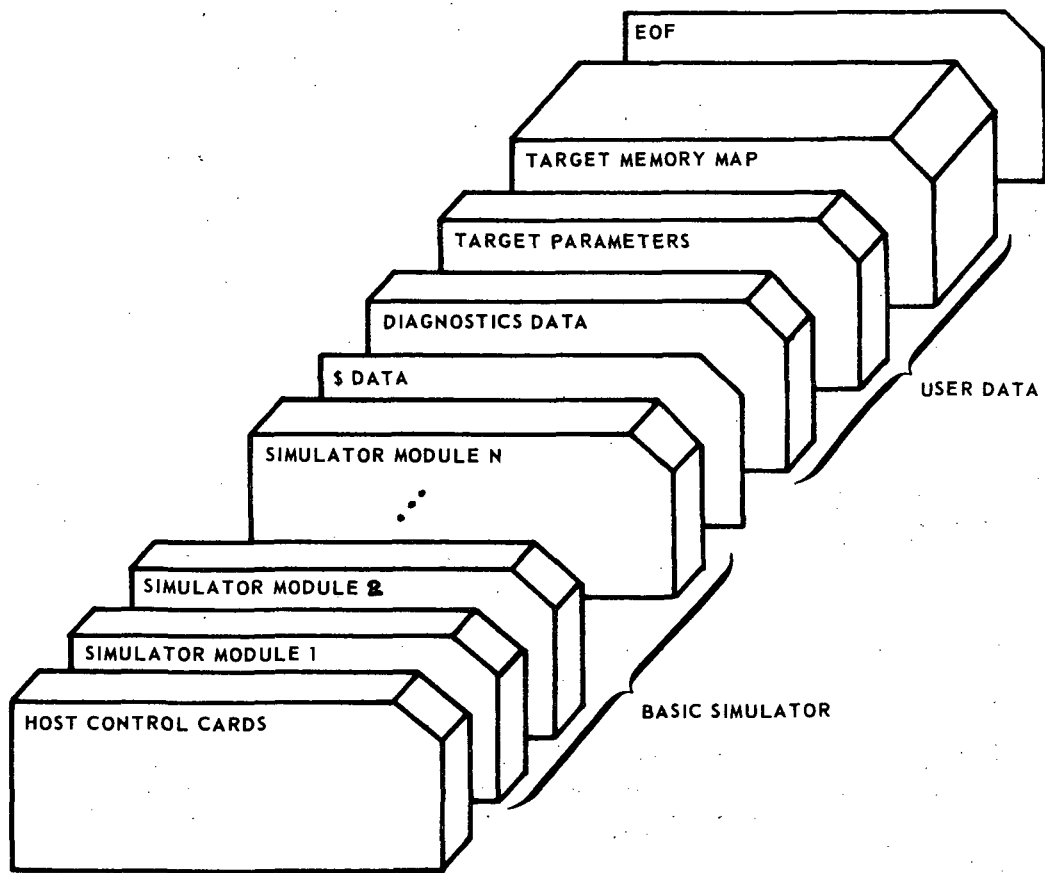 EOF
TARGET MEMORY MAP
TARGET PARAMETERS
DIAGNOSTICS DATA
$ DATA
USER DATA
SIMULATOR MODULE N
SIMULATOR MODULE 2
SIMULATOR MODULE 1
BASIC SIMULATOR
HOST CONTROL CARDS